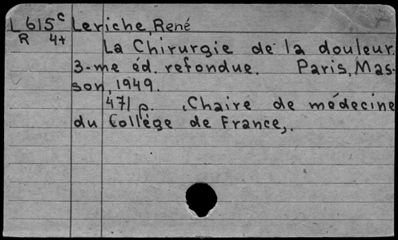 L 615c Leriche, René
R 4+
La Chirurgie de la douleur.
3-me éd. refondue. Paris, Mas-
son, 1949.
471 p. , Chaire de médecine
du Collége de France,.